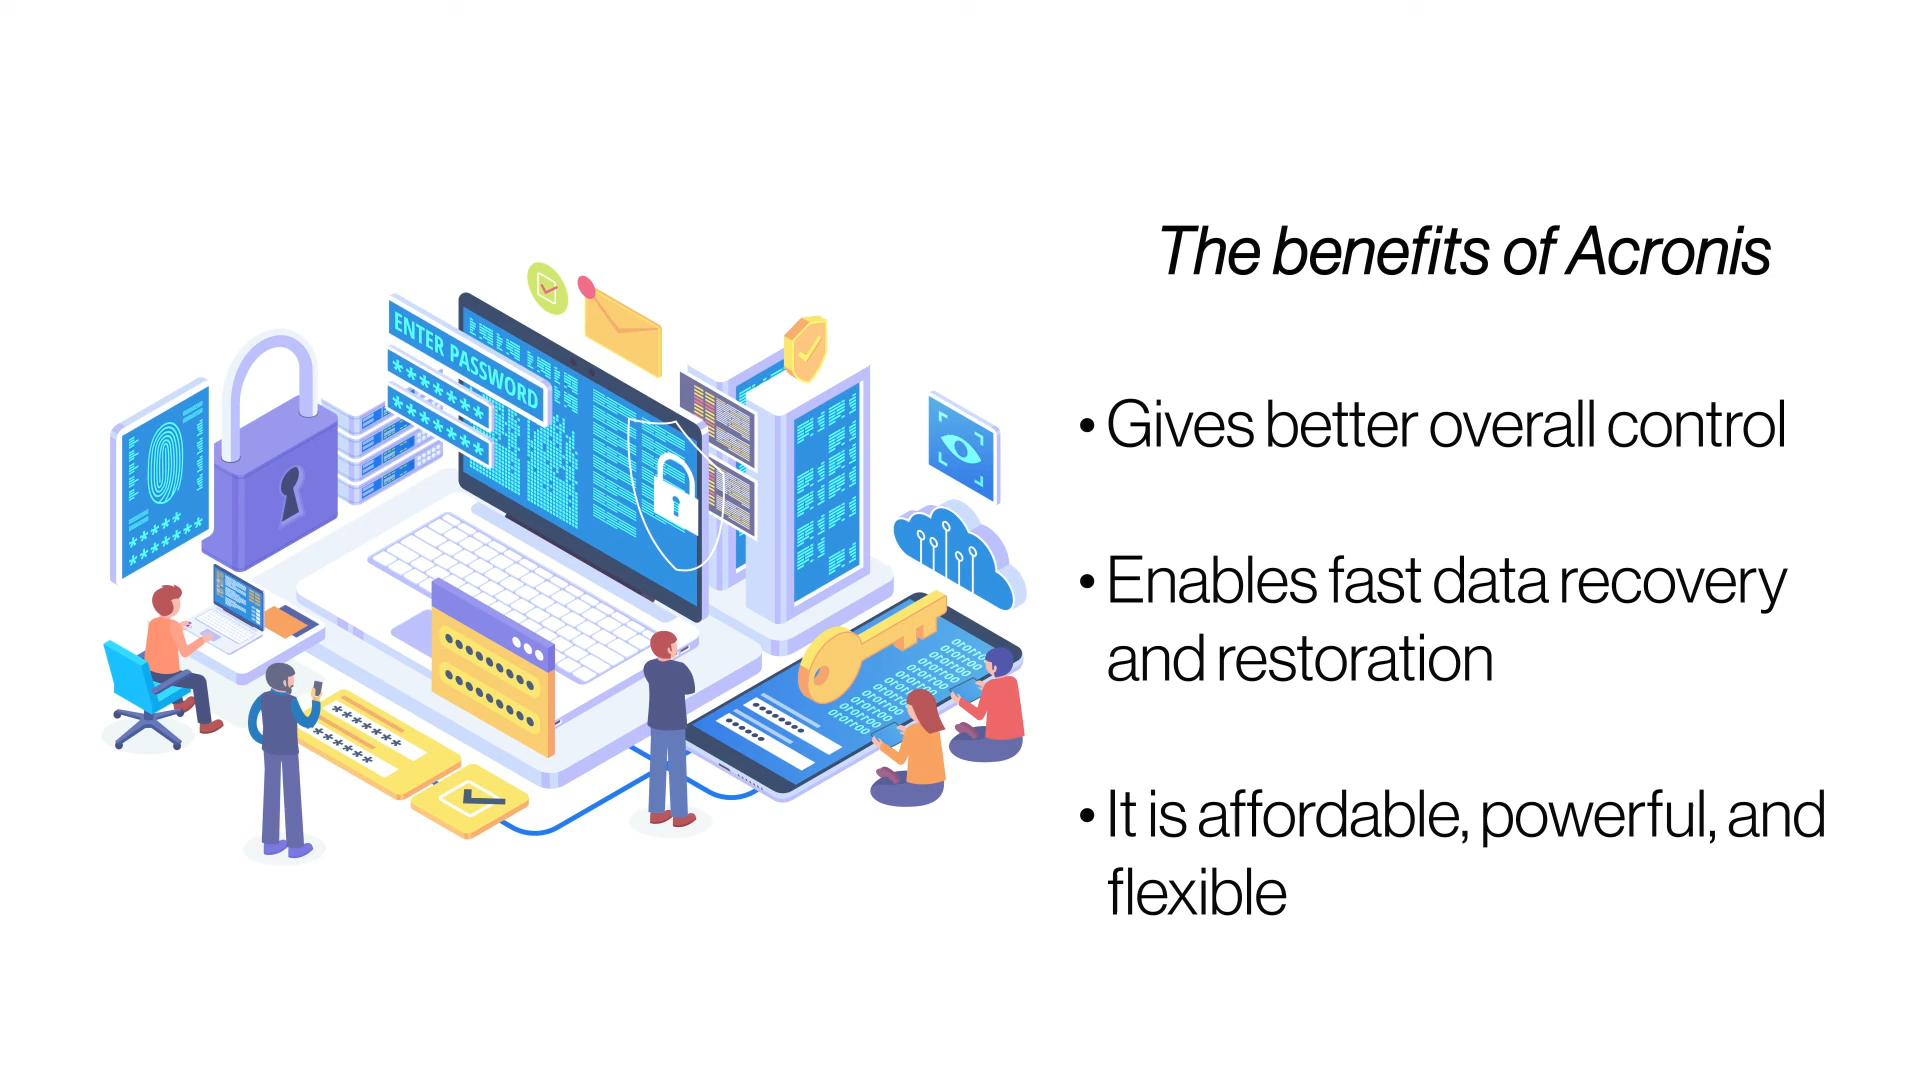 The benefits of Acronis
• Gives better overall control
• Enables fast data recovery
and restoration
• It is affordable, powerful, and
flexible
ENTER PASSWORD
*******
*******